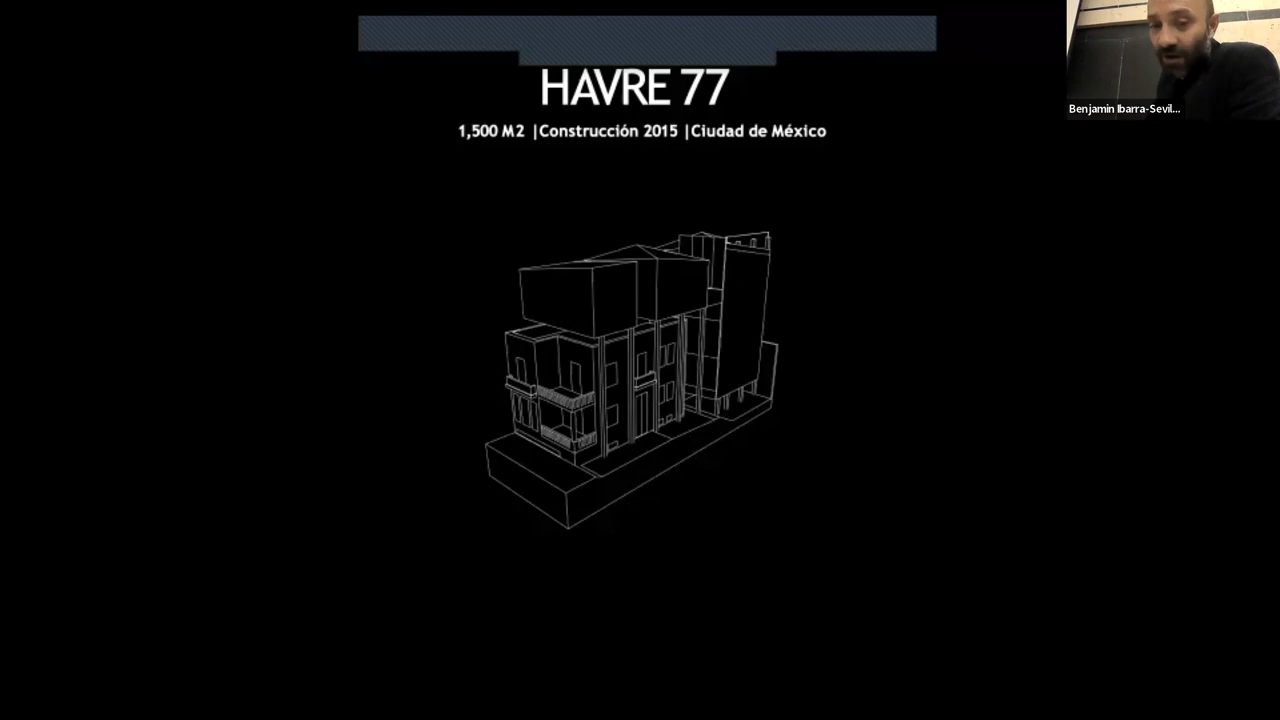 HAVRE 77
1,500 M2 |Construcción 2015 |Ciudad de México
Benjamin Ibarra-Sevil...